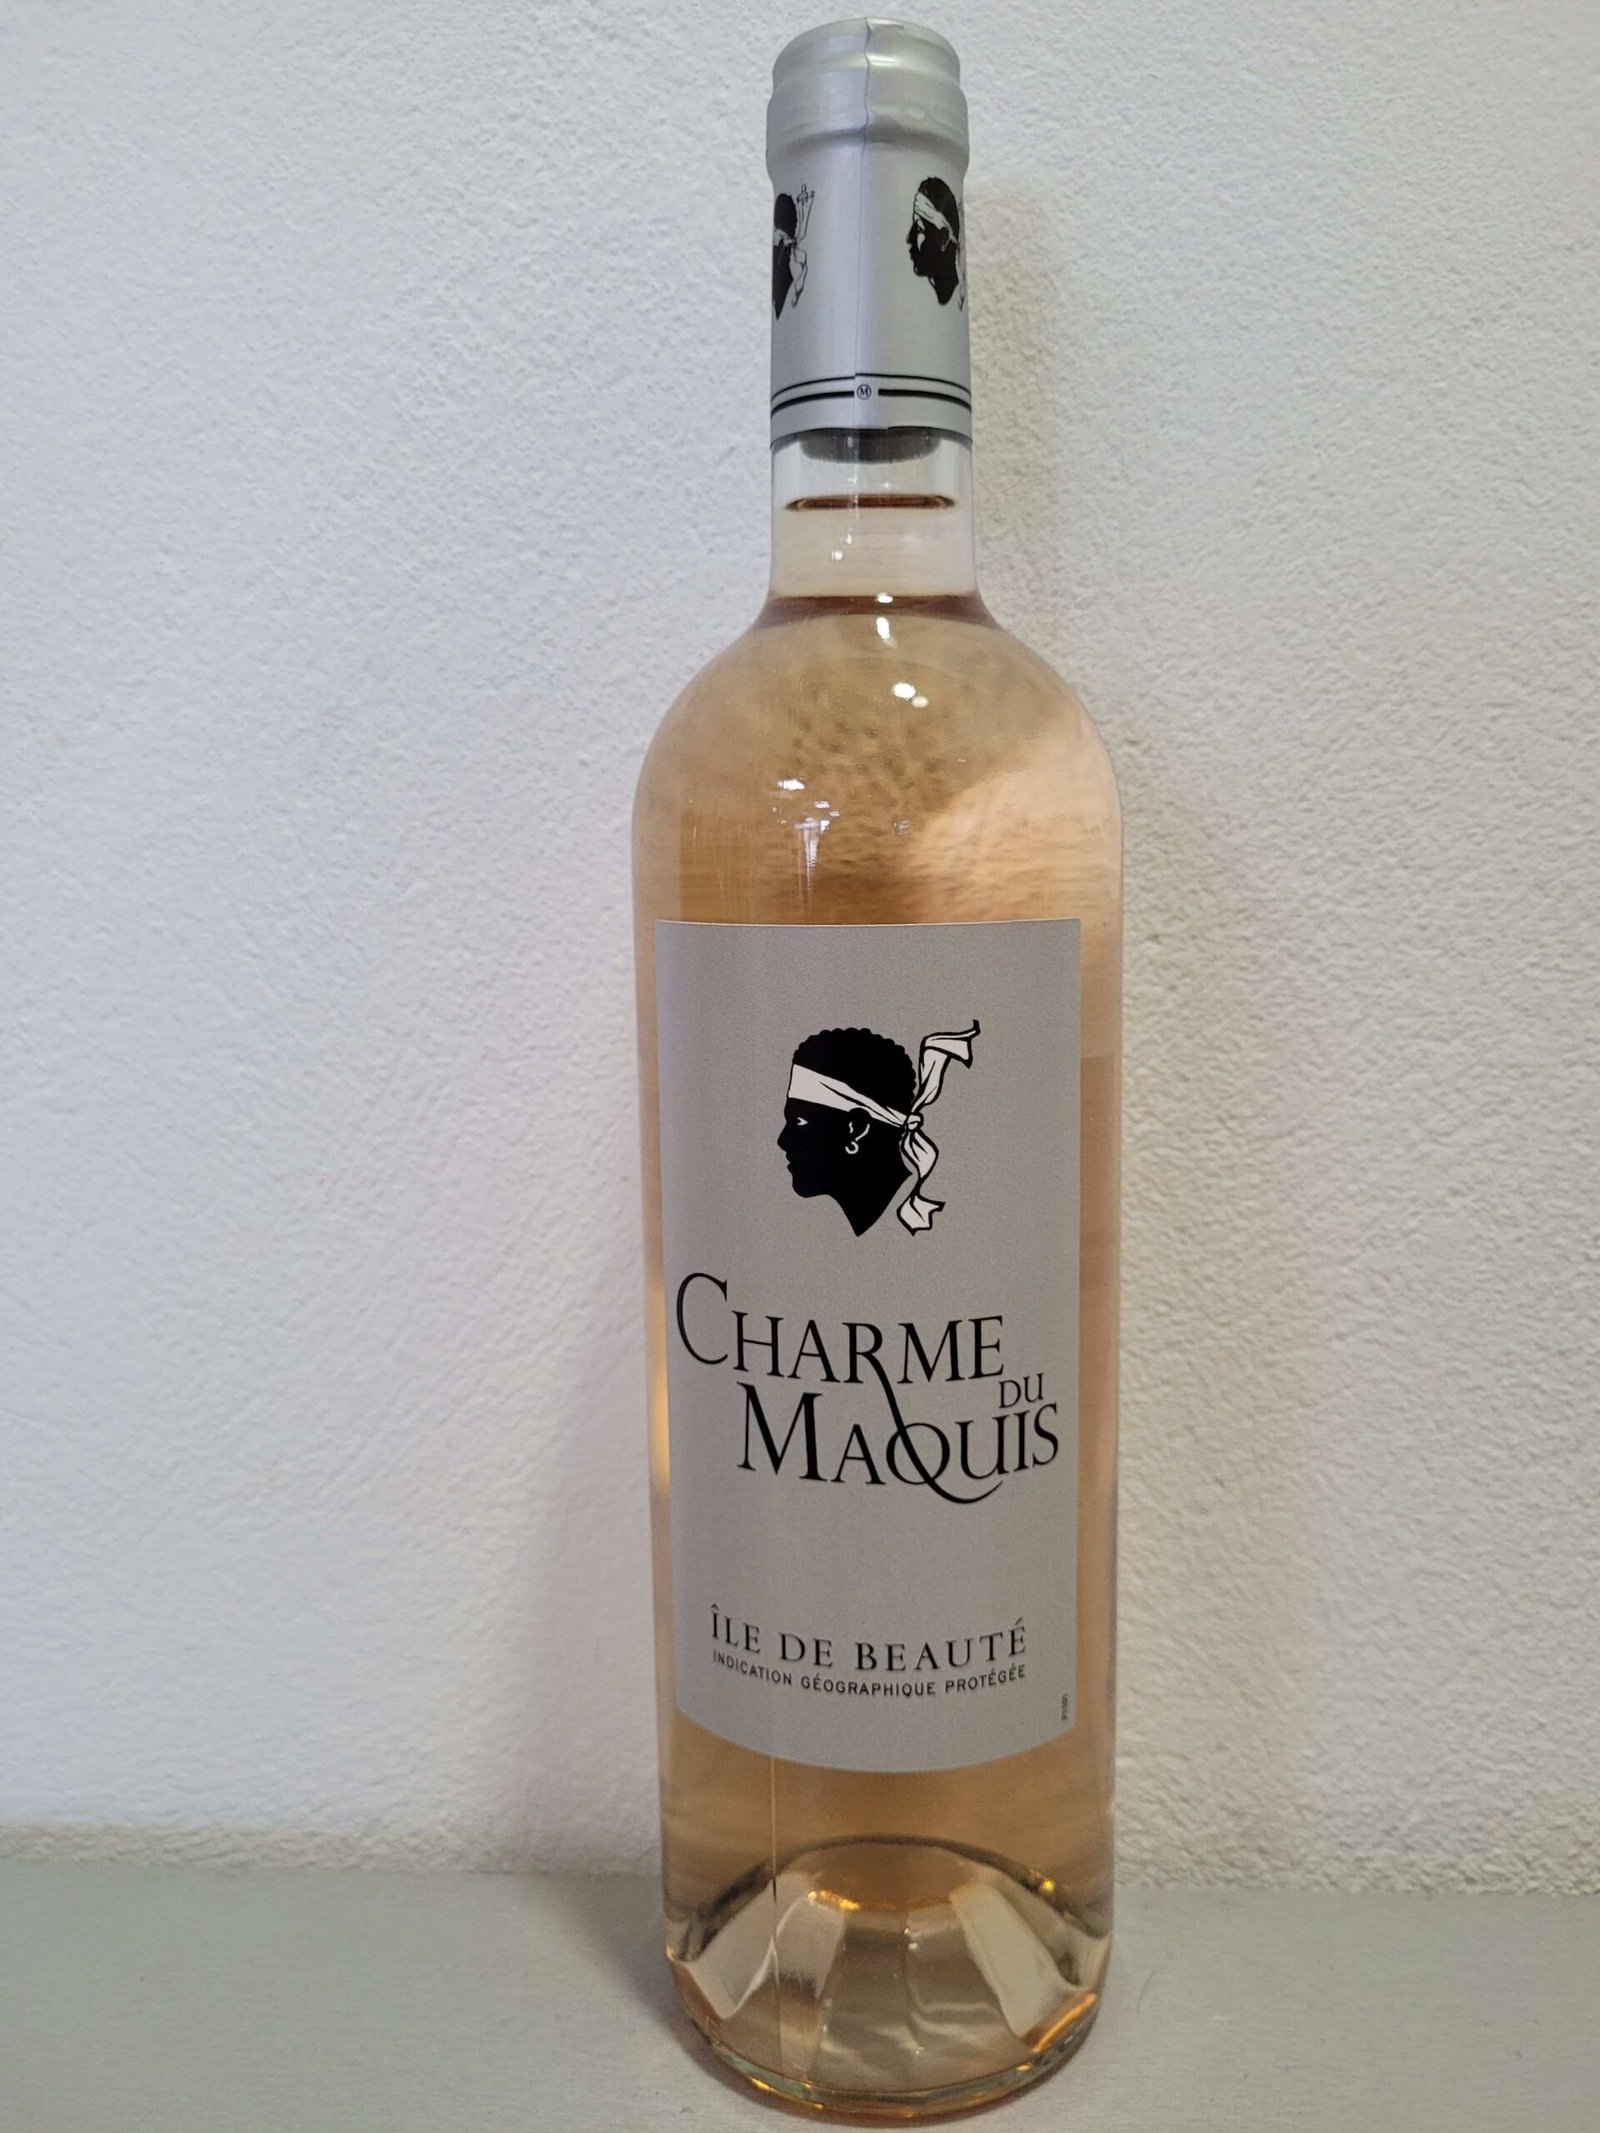 M
CHARME
DU
MAQUIS
ÎLE DE BEAUTÉ
INDICATION GÉOGRAPHIQUE PROTÉGÉE